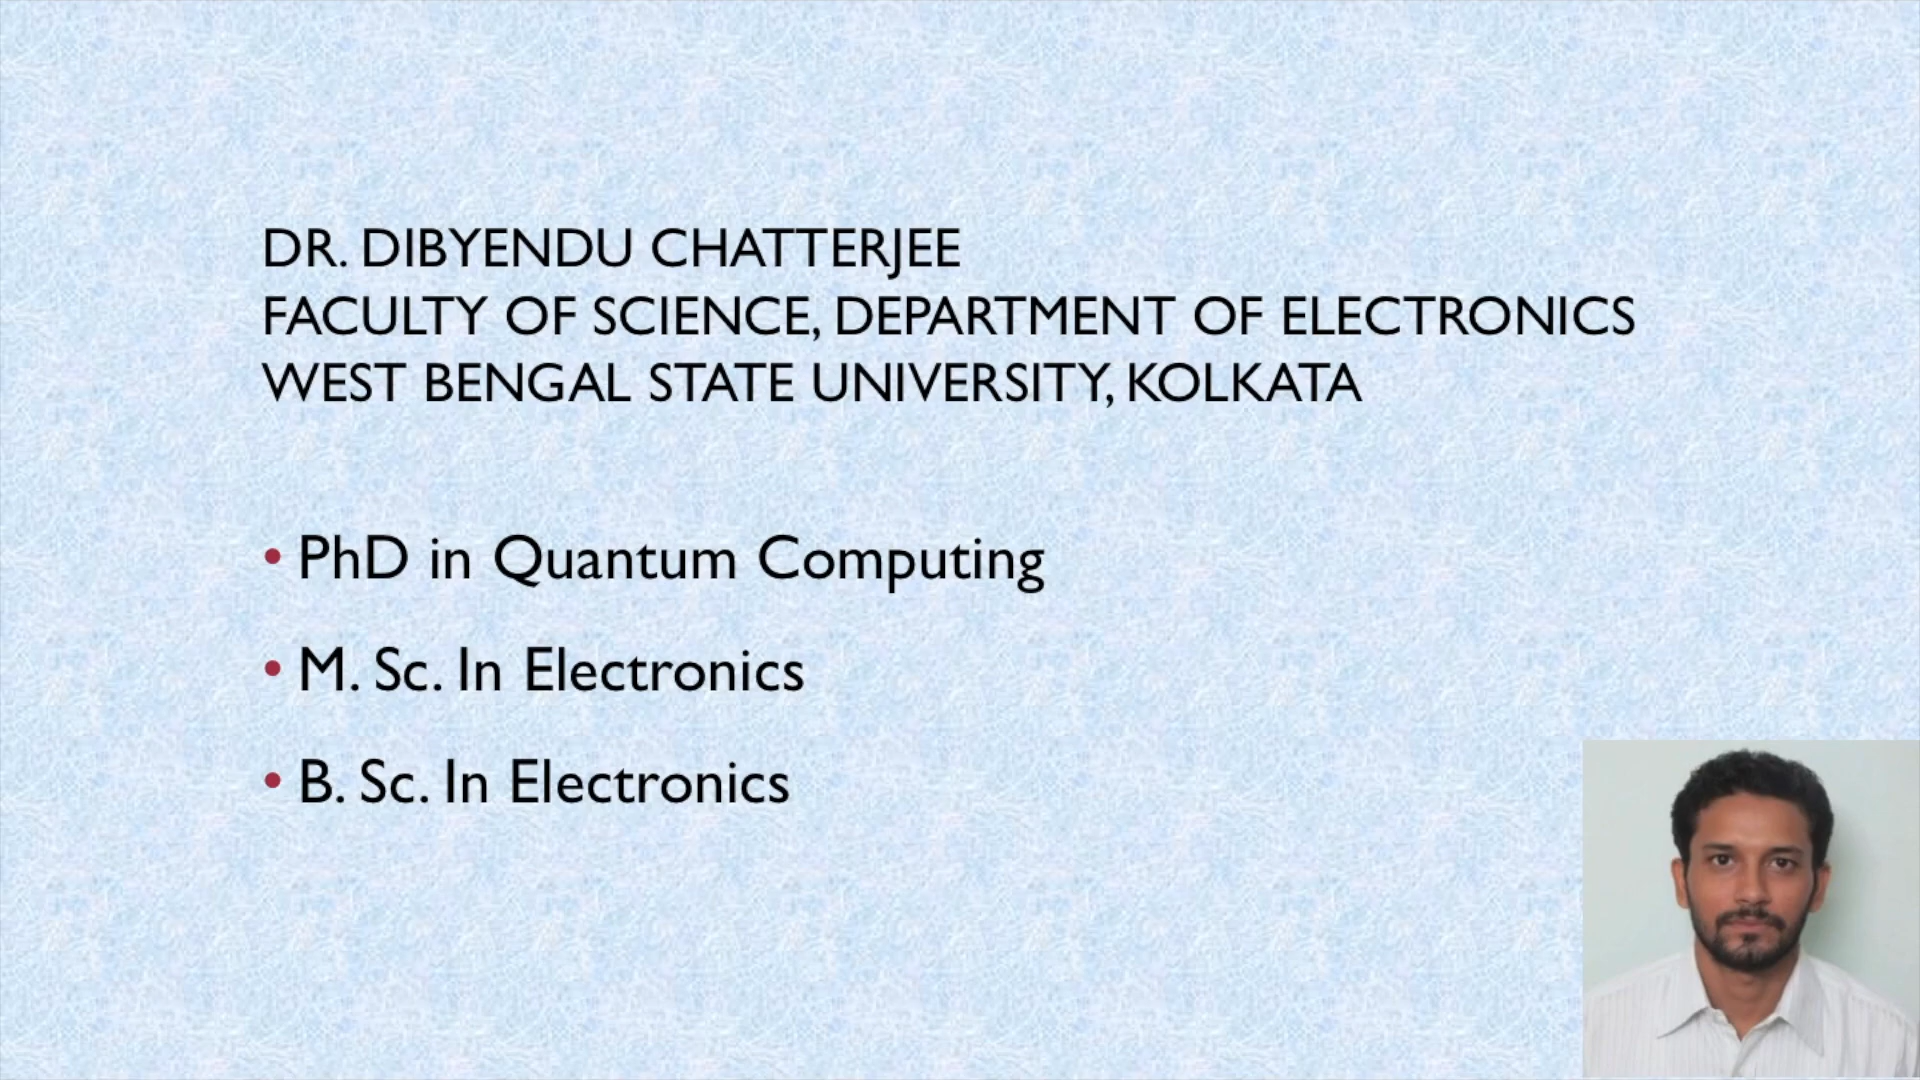 DR. DIBYENDU CHATTERJEE
FACULTY OF SCIENCE, DEPARTMENT OF ELECTRONICS
WEST BENGAL STATE UNIVERSITY, KOLKATA
• PhD in Quantum Computing
• M. Sc. In Electronics
• B. Sc. In Electronics